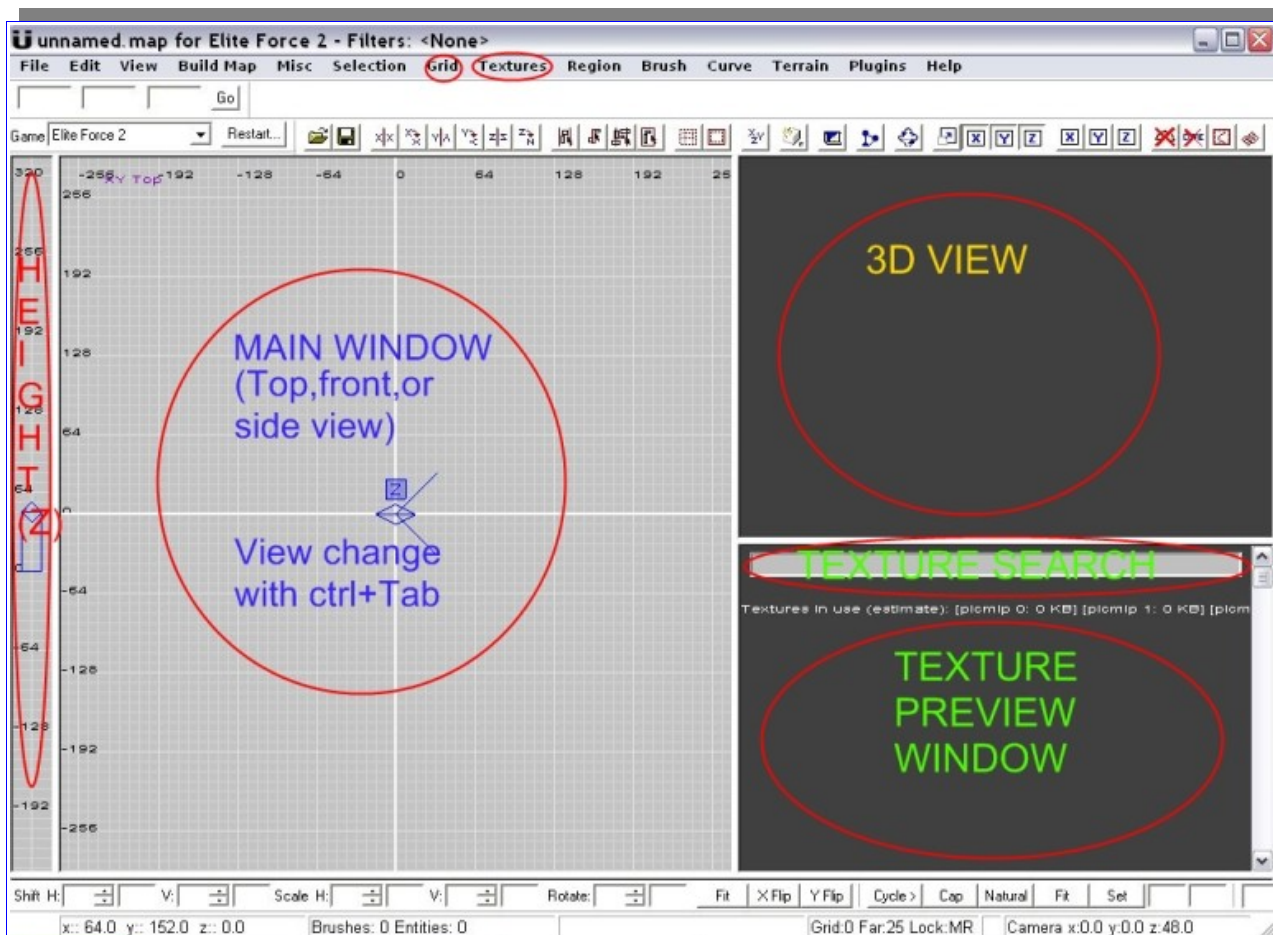 unnamed.map for Elite Force 2 - Filters: <None>
File Edit View Build Map Misc Selection Grid Textures Region Brush Curve Terrain Plugins Help
Go
Game Elite Force 2 Restart...
X Y Z X Y Z
XY Top
-256 -192 -128 -64 0 64 128 192 25
256
192
128
64
0
-64
-128
-192
-256
320
256
192
128
64
0
-64
-128
-192
HEIGHT
(Z)
MAIN WINDOW
(Top,front,or
side view)
Z
View change
with ctrl+Tab
3D VIEW
TEXTURE SEARCH
Textures in use (estimate): [picmip 0: 0 KB] [picmip 1: 0 KB] [picm
TEXTURE
PREVIEW
WINDOW
Shift H: V: Scale H: V: Rotate: Fit X Flip Y Flip Cycle > Cap Natural Fit Set
x:: 64.0 y:: 152.0 z:: 0.0 Brushes: 0 Entities: 0 Grid:0 Far:25 Lock:MR Camera x:0.0 y:0.0 z:48.0